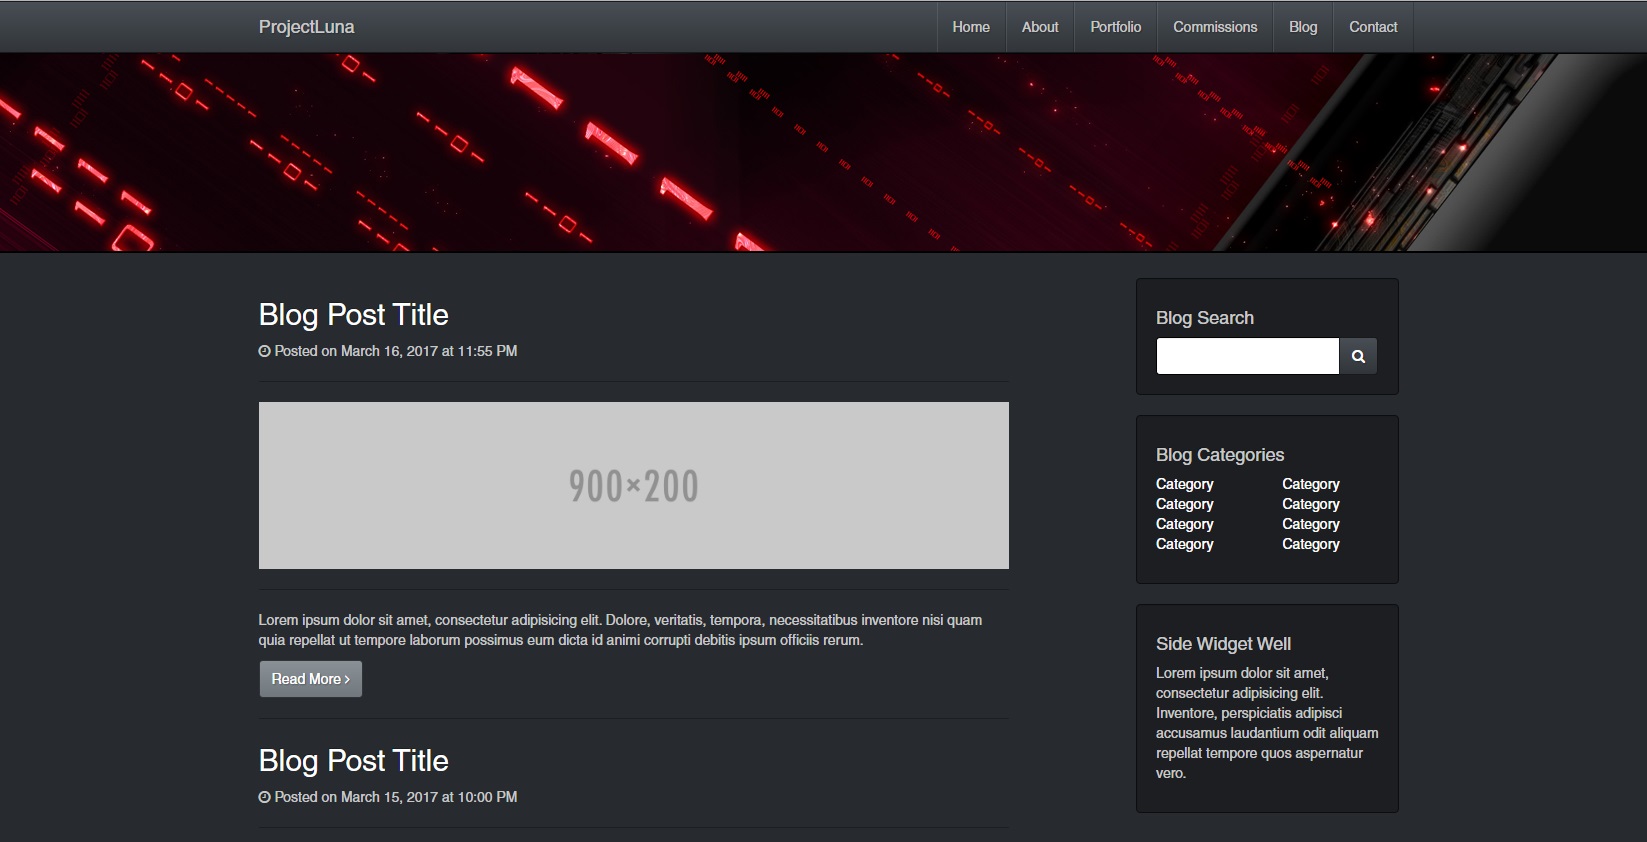 ProjectLuna
Home
About
Portfolio
Commissions
Blog
Contact
Blog Post Title
Posted on March 16, 2017 at 11:55 PM
900×200
Lorem ipsum dolor sit amet, consectetur adipisicing elit. Dolore, veritatis, tempora, necessitatibus inventore nisi quam
quia repellat ut tempore laborum possimus eum dicta id animi corrupti debitis ipsum officiis rerum.
Read More ›
Blog Post Title
Posted on March 15, 2017 at 10:00 PM
Blog Search
Blog Categories
Category Category
Category Category
Category Category
Category Category
Side Widget Well
Lorem ipsum dolor sit amet,
consectetur adipisicing elit.
Inventore, perspiciatis adipisci
accusamus laudantium odit aliquam
repellat tempore quos aspernatur
vero.